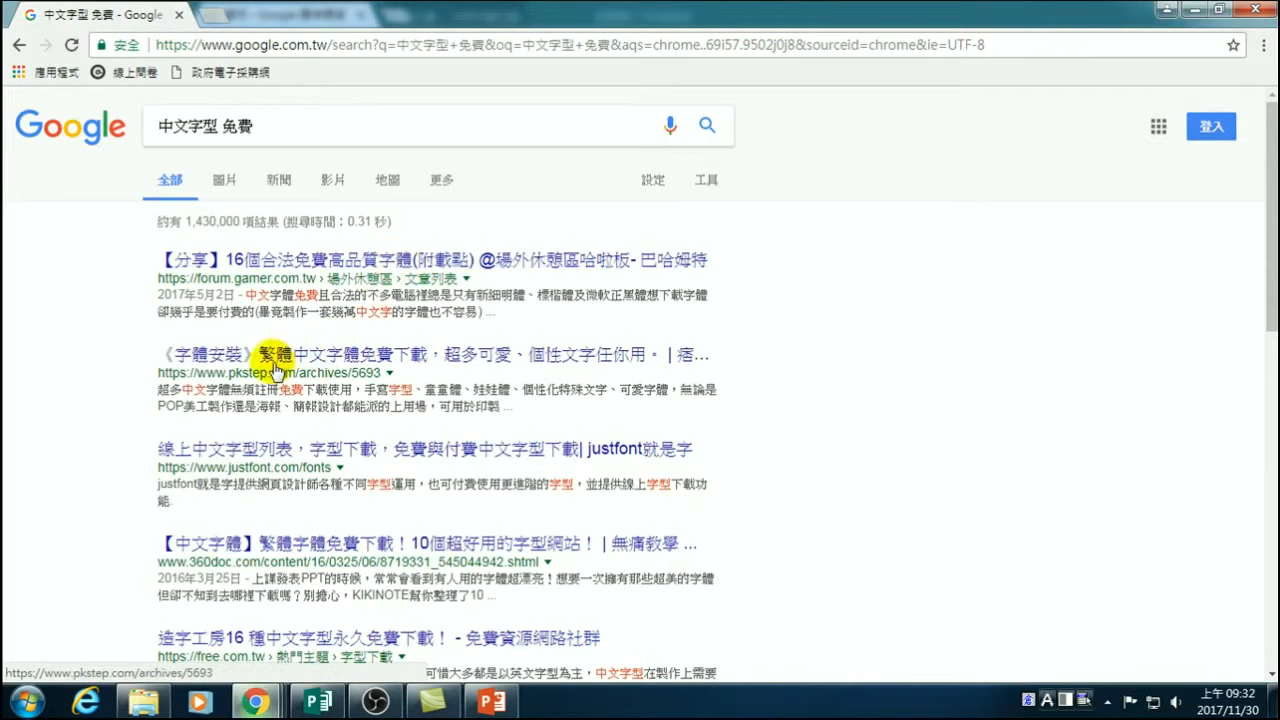 中文字型 免費 - Google
安全 https://www.google.com.tw/search?q=中文字型+免費&oq=中文字型+免費&aqs=chrome..69i57.9502j0j8&sourceid=chrome&ie=UTF-8
應用程式 線上問卷 政府電子採購網
Google 中文字型 免費 登入
全部 圖片 新聞 影片 地圖 更多 設定 工具
約有 1,430,000 項結果 (搜尋時間：0.31 秒)
【分享】16個合法免費高品質字體(附載點) @場外休憩區哈啦板- 巴哈姆特
https://forum.gamer.com.tw › 場外休憩區 › 文章列表
2017年5月2日 - 中文字體免費且合法的不多電腦裡總是只有新細明體、標楷體及微軟正黑體想下載字體
卻幾乎是要付費的(畢竟製作一套幾萬中文字的字體也不容易) ...
《字體安裝》繁體中文字體免費下載，超多可愛、個性文字任你用。 | 痞...
https://www.pkstep.com/archives/5693
超多中文字體無須註冊免費下載使用，手寫字型、童童體、娃娃體、個性化特殊文字、可愛字體，無論是
POP美工製作還是海報、簡報設計都能派的上用場，可用於印製 ...
線上中文字型列表，字型下載，免費與付費中文字型下載| justfont就是字
https://www.justfont.com/fonts
justfont就是字提供網頁設計師各種不同字型運用，也可付費使用更進階的字型，並提供線上字型下載功
能.
【中文字體】繁體字體免費下載！10個超好用的字型網站！ | 無痛教學 ...
www.360doc.com/content/16/0325/06/8719331_545044942.shtml
2016年3月25日 - 上課發表PPT的時候，常常會看到有人用的字體超漂亮！想要一次擁有那些超美的字體
但卻不知到去哪裡下載嗎？別擔心，KIKINOTE幫你整理了10 ...
造字工房16 種中文字型永久免費下載！ - 免費資源網路社群
https://free.com.tw › 熱門主題 › 字型下載
https://www.pkstep.com/archives/5693 可惜大多都是以英文字型為主，中文字型在製作上需要
上午 09:32
2017/11/30